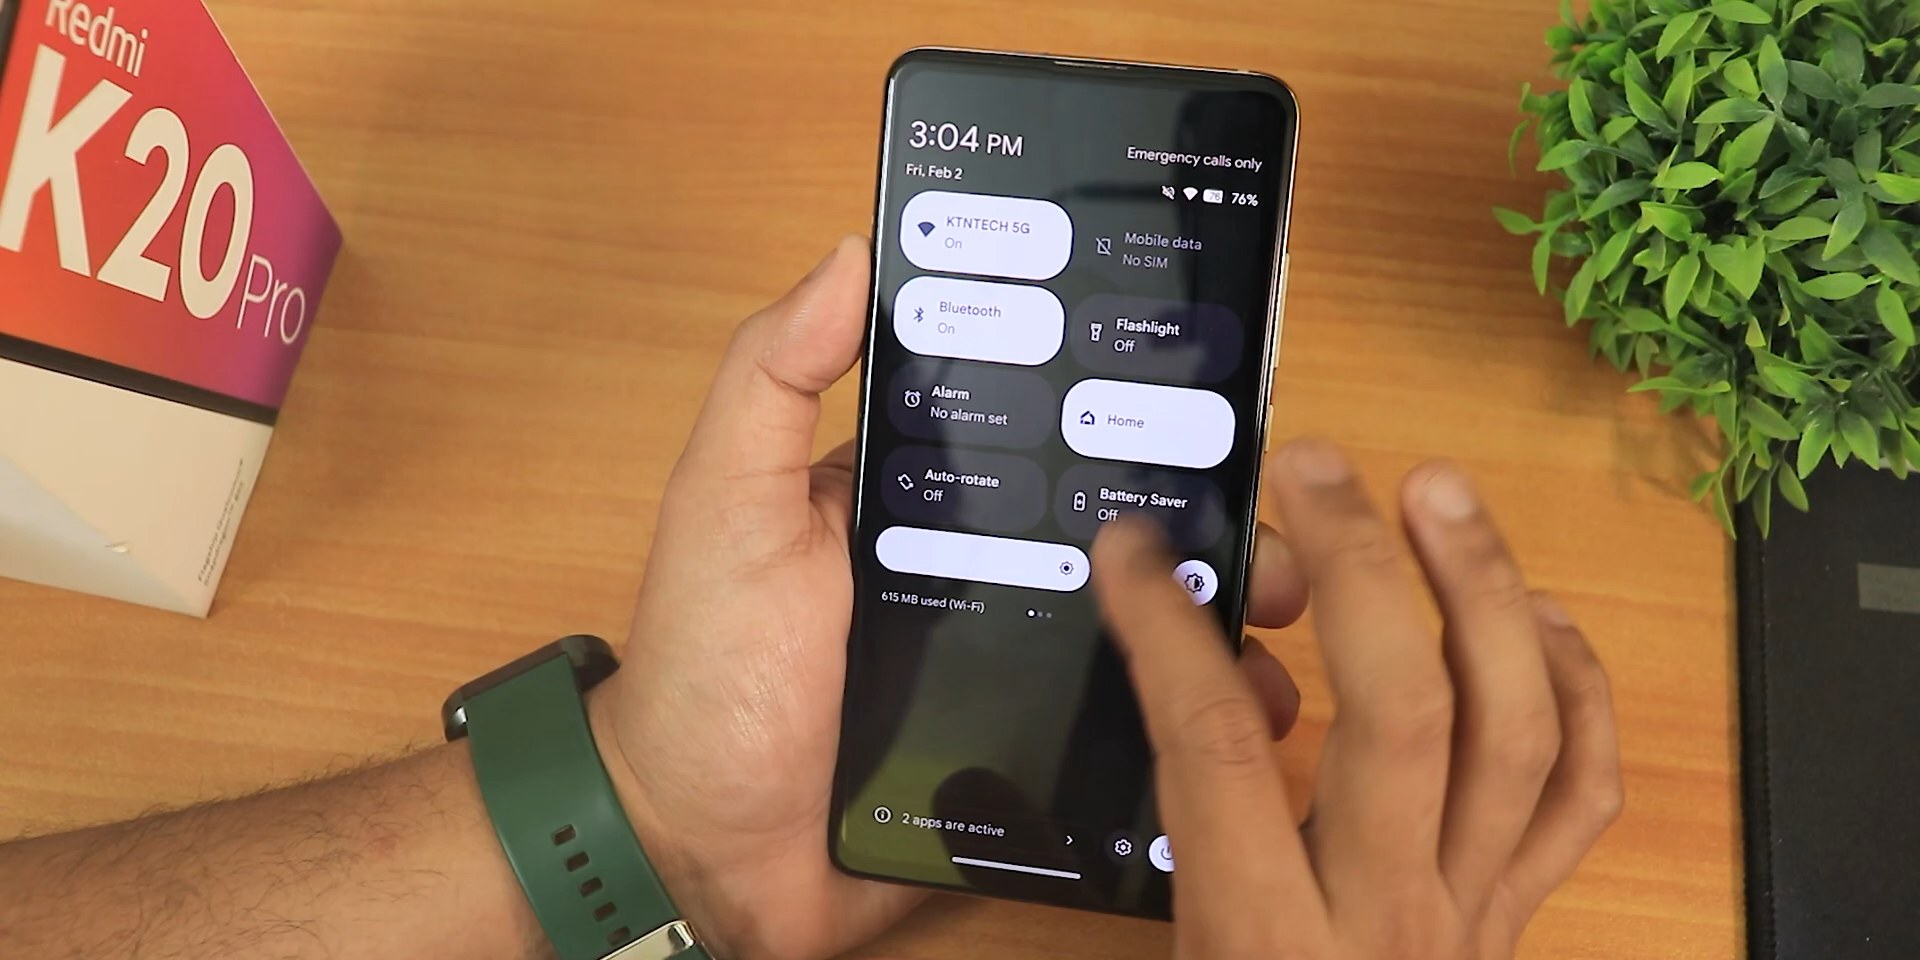 Redmi
K20
Pro
3:04 PM
Fri, Feb 2
Emergency calls only
76%
KTNTECH 5G
On
Mobile data
No SIM
Bluetooth
On
Flashlight
Off
Alarm
No alarm set
Home
Auto-rotate
Off
Battery Saver
Off
615 MB used (Wi-Fi)
2 apps are active